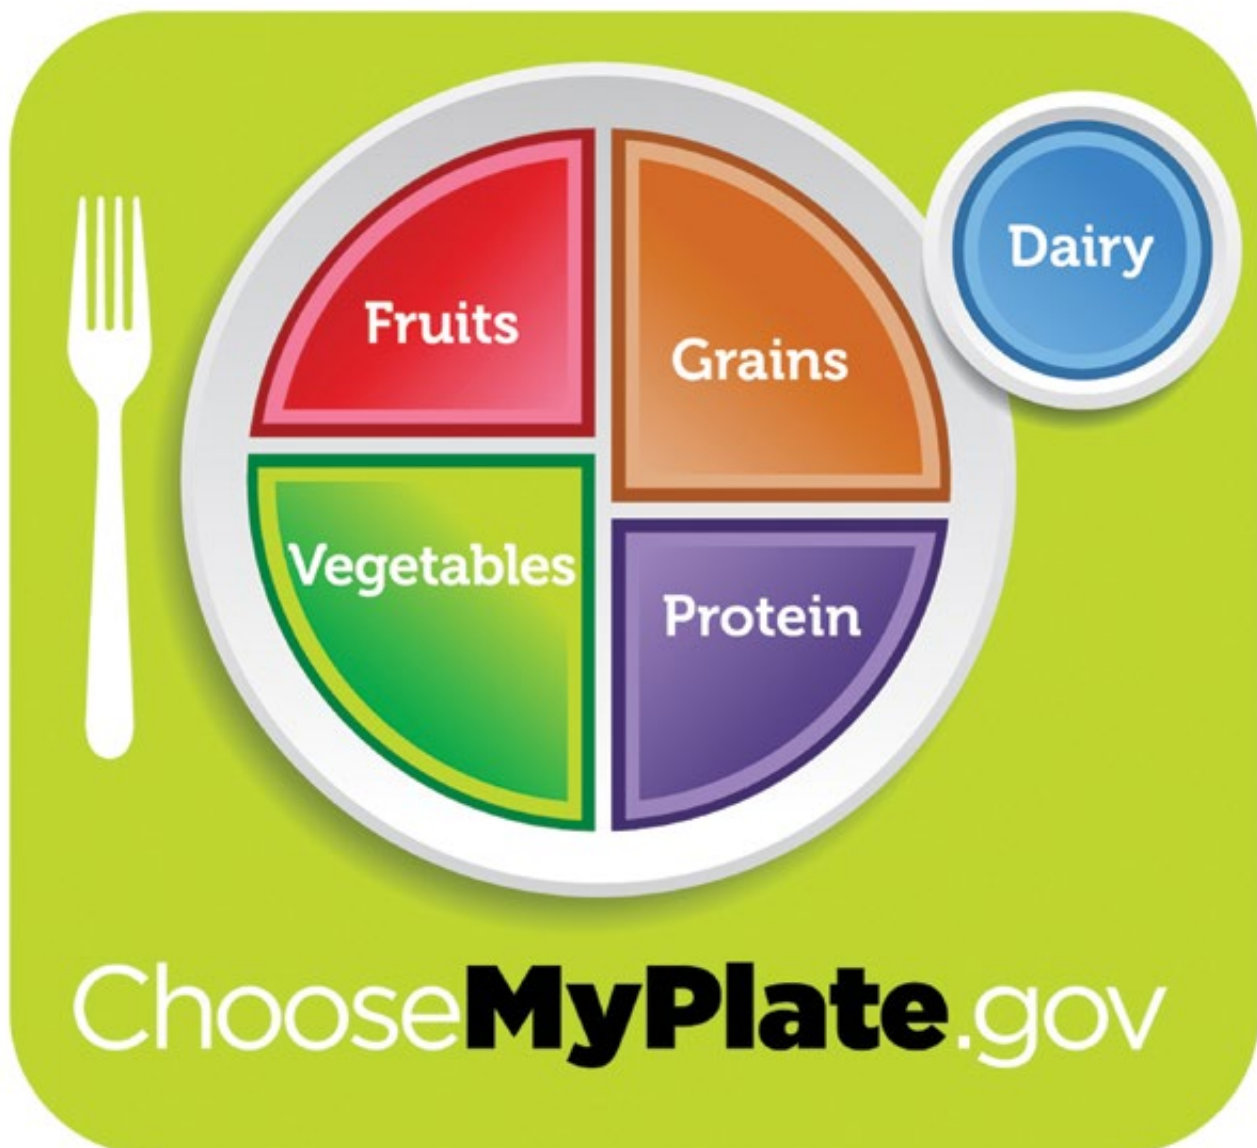 Fruits
Grains
Dairy
Vegetables
Protein
ChooseMyPlate.gov